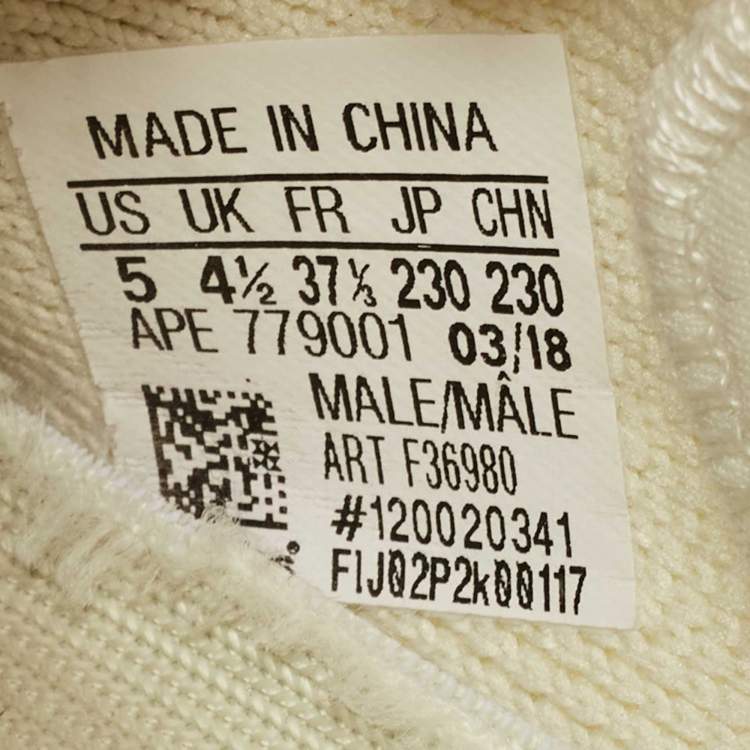 MADE IN CHINA
US UK FR JP CHN
5 4½ 37⅓ 230 230
APE 779001 03/18
MALE/MÂLE
ART F36980
#120020341
FIJ02P2k00117